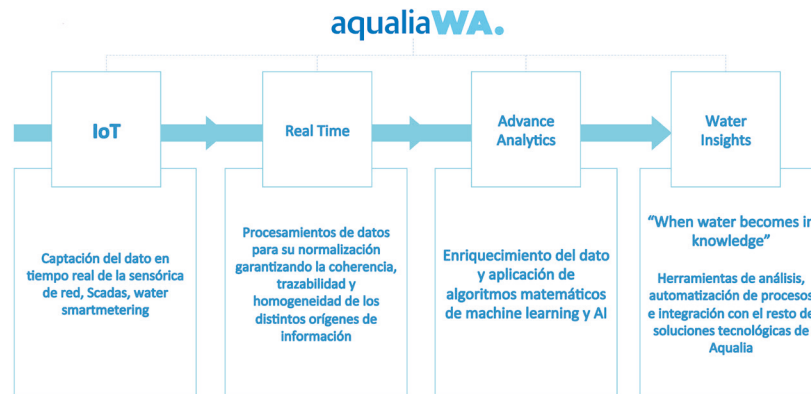 aqualiaWA.
IoT
Real Time
Advance
Analytics
Water
Insights
Captación del dato en
tiempo real de la sensórica
de red, Scadas, water
smartmetering
Procesamientos de datos
para su normalización
garantizando la coherencia,
trazabilidad y
homogeneidad de los
distintos orígenes de
información
Enriquecimiento del dato
y aplicación de
algoritmos matemáticos
de machine learning y AI
“When water becomes in
knowledge”
Herramientas de análisis,
automatización de procesos
e integración con el resto de
soluciones tecnológicas de
Aqualia